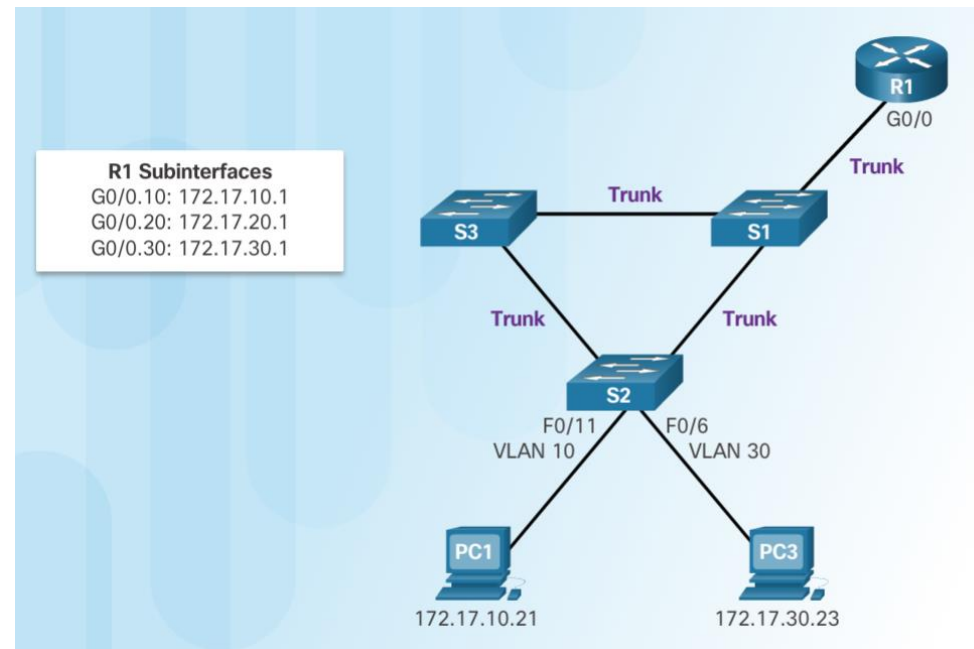 R1
G0/0
Trunk
R1 Subinterfaces
G0/0.10: 172.17.10.1
G0/0.20: 172.17.20.1
G0/0.30: 172.17.30.1
Trunk
S3
S1
Trunk
Trunk
S2
F0/11
F0/6
VLAN 10
VLAN 30
PC1
PC3
172.17.10.21
172.17.30.23